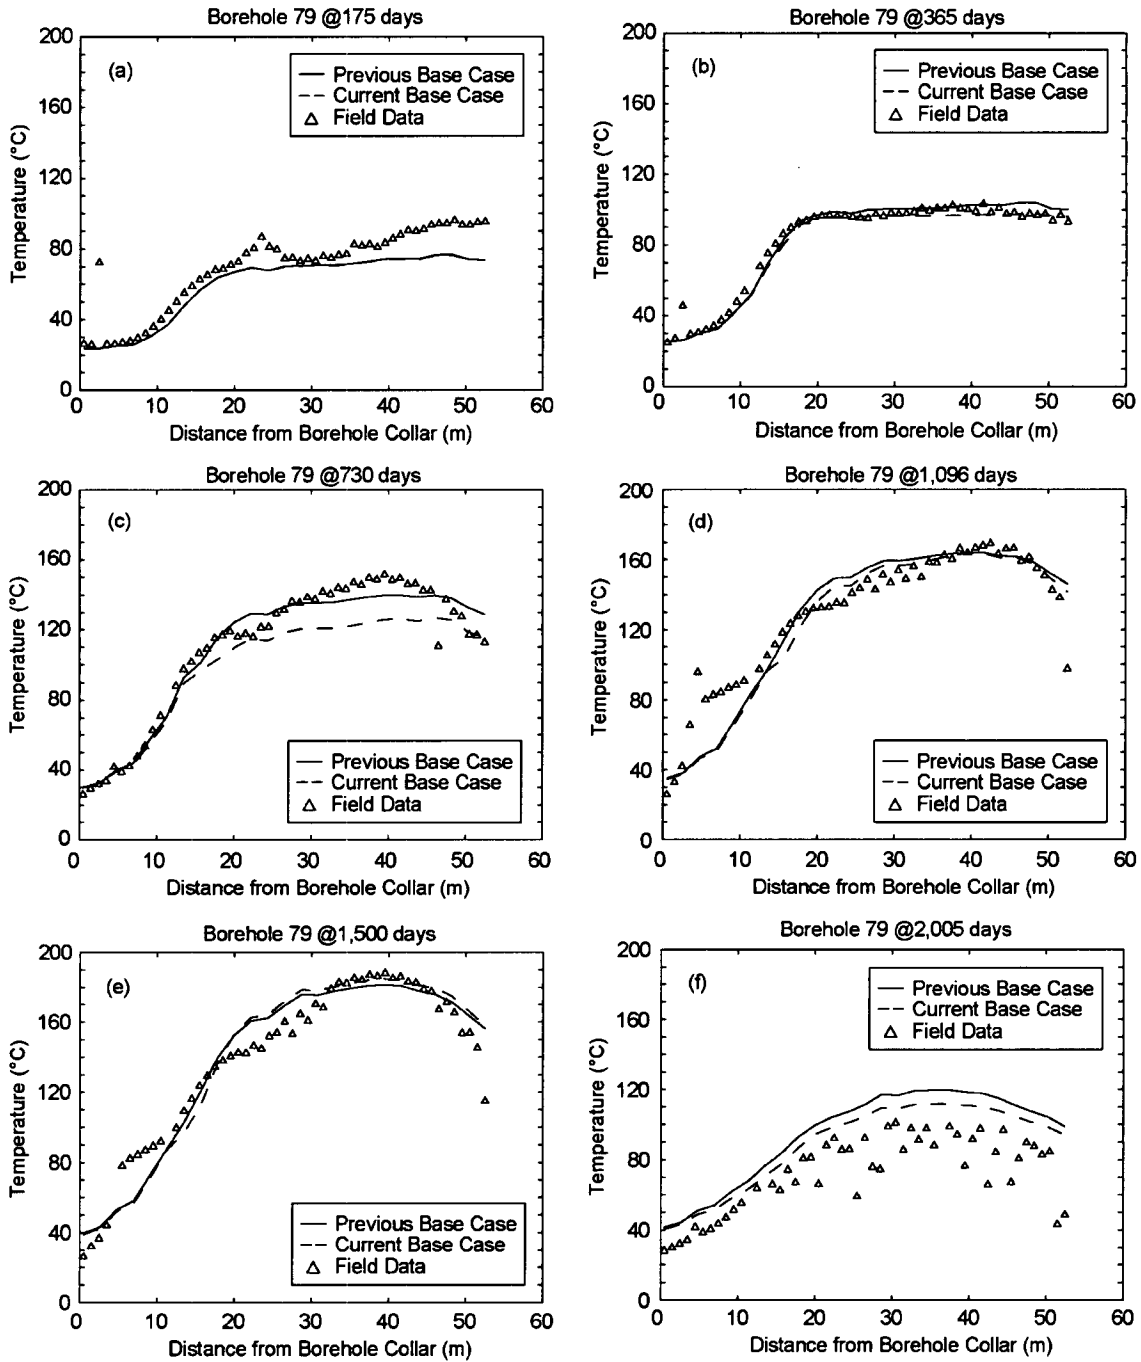 Borehole 79 @175 days
(a)
Previous Base Case
Current Base Case
Field Data
Temperature (°C)
200
160
120
80
40
0
0 10 20 30 40 50 60
Distance from Borehole Collar (m)
Borehole 79 @365 days
(b)
Previous Base Case
Current Base Case
Field Data
Temperature (°C)
200
160
120
80
40
0
0 10 20 30 40 50 60
Distance from Borehole Collar (m)
Borehole 79 @730 days
(c)
Temperature (°C)
200
160
120
80
40
0
Previous Base Case
Current Base Case
Field Data
0 10 20 30 40 50 60
Distance from Borehole Collar (m)
Borehole 79 @1,096 days
(d)
Temperature (°C)
200
160
120
80
40
0
Previous Base Case
Current Base Case
Field Data
0 10 20 30 40 50 60
Distance from Borehole Collar (m)
Borehole 79 @1,500 days
(e)
Temperature (°C)
200
160
120
80
40
0
Previous Base Case
Current Base Case
Field Data
0 10 20 30 40 50 60
Distance from Borehole Collar (m)
Borehole 79 @2,005 days
(f)
Previous Base Case
Current Base Case
Field Data
Temperature (°C)
200
160
120
80
40
0
0 10 20 30 40 50 60
Distance from Borehole Collar (m)